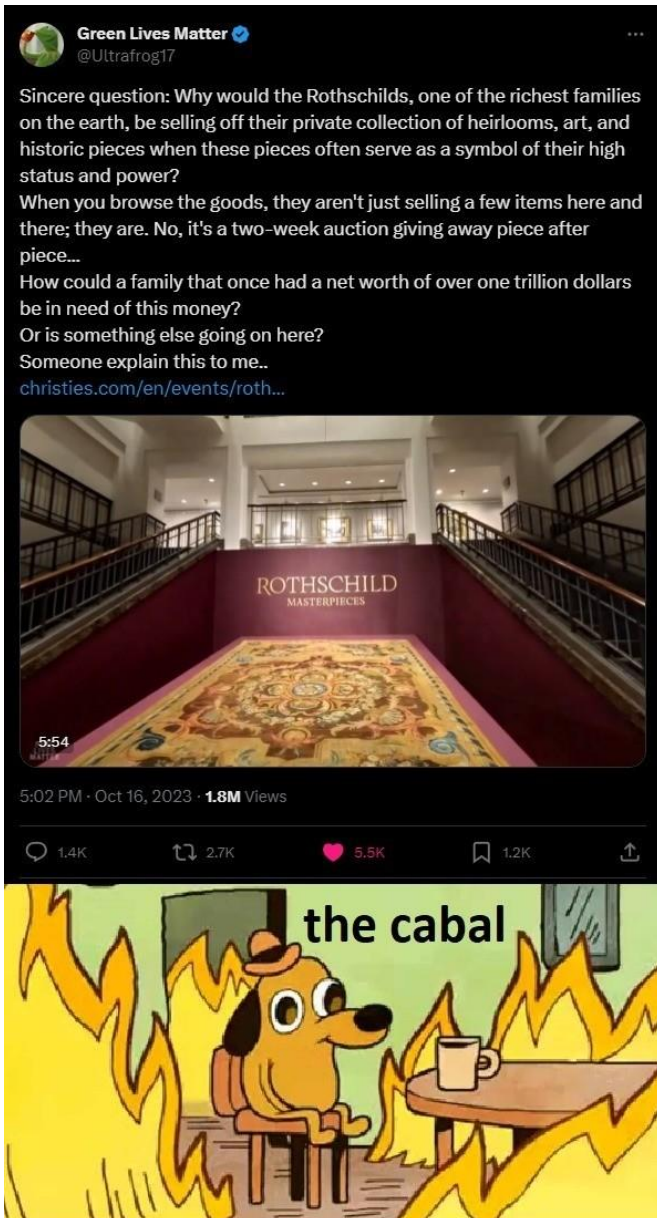 Green Lives Matter
@Ultrafrog17
Sincere question: Why would the Rothschilds, one of the richest families
on the earth, be selling off their private collection of heirlooms, art, and
historic pieces when these pieces often serve as a symbol of their high
status and power?
When you browse the goods, they aren't just selling a few items here and
there; they are. No, it's a two-week auction giving away piece after
piece...
How could a family that once had a net worth of over one trillion dollars
be in need of this money?
Or is something else going on here?
Someone explain this to me..
christies.com/en/events/roth...
ROTHSCHILD
MASTERPIECES
5:54
MATTER
5:02 PM · Oct 16, 2023 · 1.8M Views
1.4K 2.7K 5.5K 1.2K
the cabal